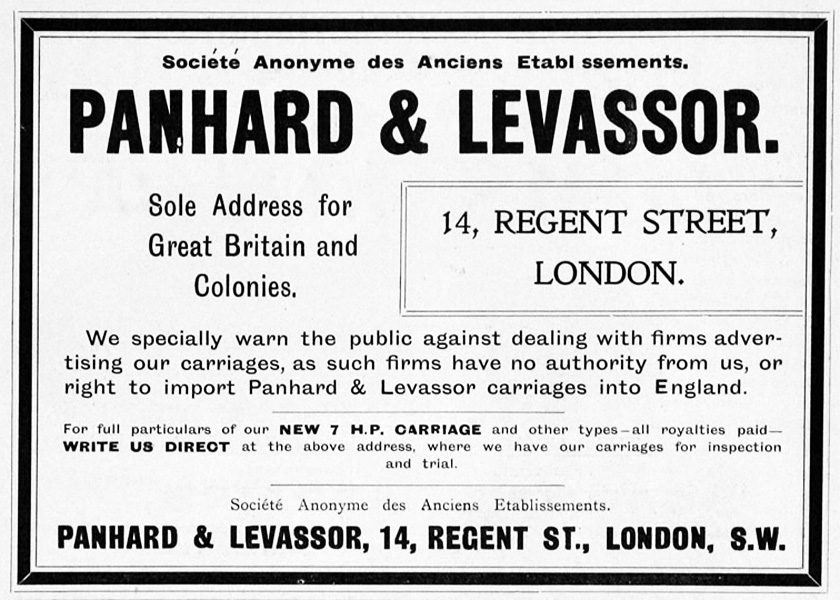 Société Anonyme des Anciens Etabl ssements.
PANHARD & LEVASSOR.
Sole Address for
Great Britain and
Colonies.
14, REGENT STREET,
LONDON.
We specially warn the public against dealing with firms adver-
tising our carriages, as such firms have no authority from us, or
right to import Panhard & Levassor carriages into England.
For full particulars of our NEW 7 H.P. CARRIAGE and other types—all royalties paid—
WRITE US DIRECT at the above address, where we have our carriages for inspection
and trial.
Société Anonyme des Anciens Etablissements.
PANHARD & LEVASSOR, 14, REGENT ST., LONDON, S.W.